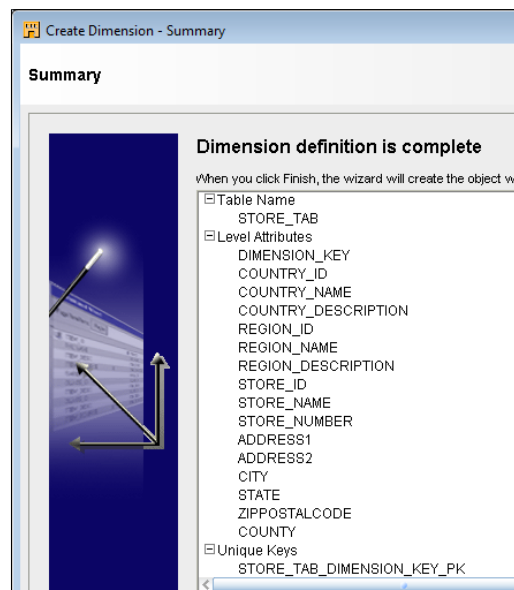 Create Dimension - Summary
Summary
Dimension definition is complete
When you click Finish, the wizard will create the object w
Table Name
STORE_TAB
Level Attributes
DIMENSION_KEY
COUNTRY_ID
COUNTRY_NAME
COUNTRY_DESCRIPTION
REGION_ID
REGION_NAME
REGION_DESCRIPTION
STORE_ID
STORE_NAME
STORE_NUMBER
ADDRESS1
ADDRESS2
CITY
STATE
ZIPPOSTALCODE
COUNTY
Unique Keys
STORE_TAB_DIMENSION_KEY_PK